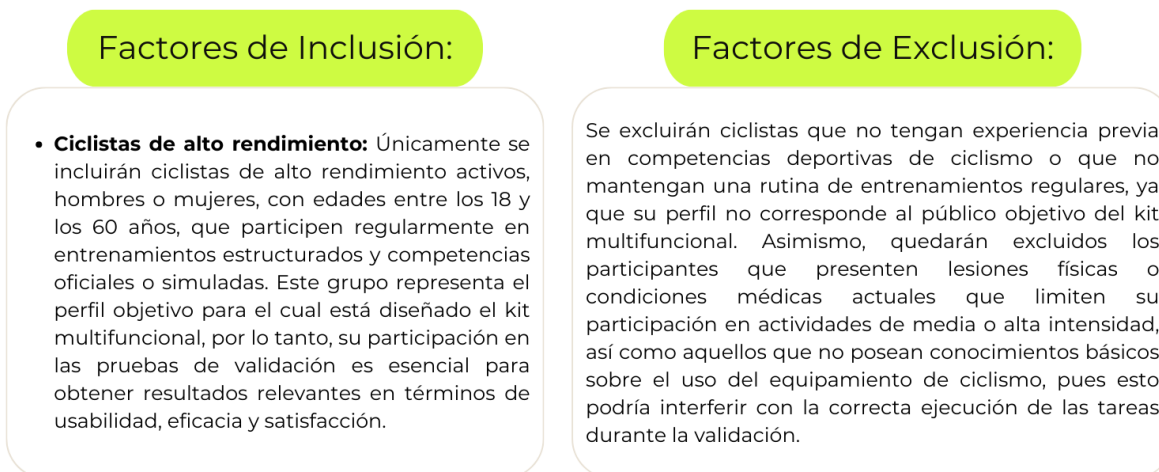 Factores de Inclusión:
• Ciclistas de alto rendimiento: Únicamente se
incluirán ciclistas de alto rendimiento activos,
hombres o mujeres, con edades entre los 18 y
los 60 años, que participen regularmente en
entrenamientos estructurados y competencias
oficiales o simuladas. Este grupo representa el
perfil objetivo para el cual está diseñado el kit
multifuncional, por lo tanto, su participación en
las pruebas de validación es esencial para
obtener resultados relevantes en términos de
usabilidad, eficacia y satisfacción.
Factores de Exclusión:
Se excluirán ciclistas que no tengan experiencia previa
en competencias deportivas de ciclismo o que no
mantengan una rutina de entrenamientos regulares, ya
que su perfil no corresponde al público objetivo del kit
multifuncional. Asimismo, quedarán excluidos los
participantes que presenten lesiones físicas o
condiciones médicas actuales que limiten su
participación en actividades de media o alta intensidad,
así como aquellos que no posean conocimientos básicos
sobre el uso del equipamiento de ciclismo, pues esto
podría interferir con la correcta ejecución de las tareas
durante la validación.